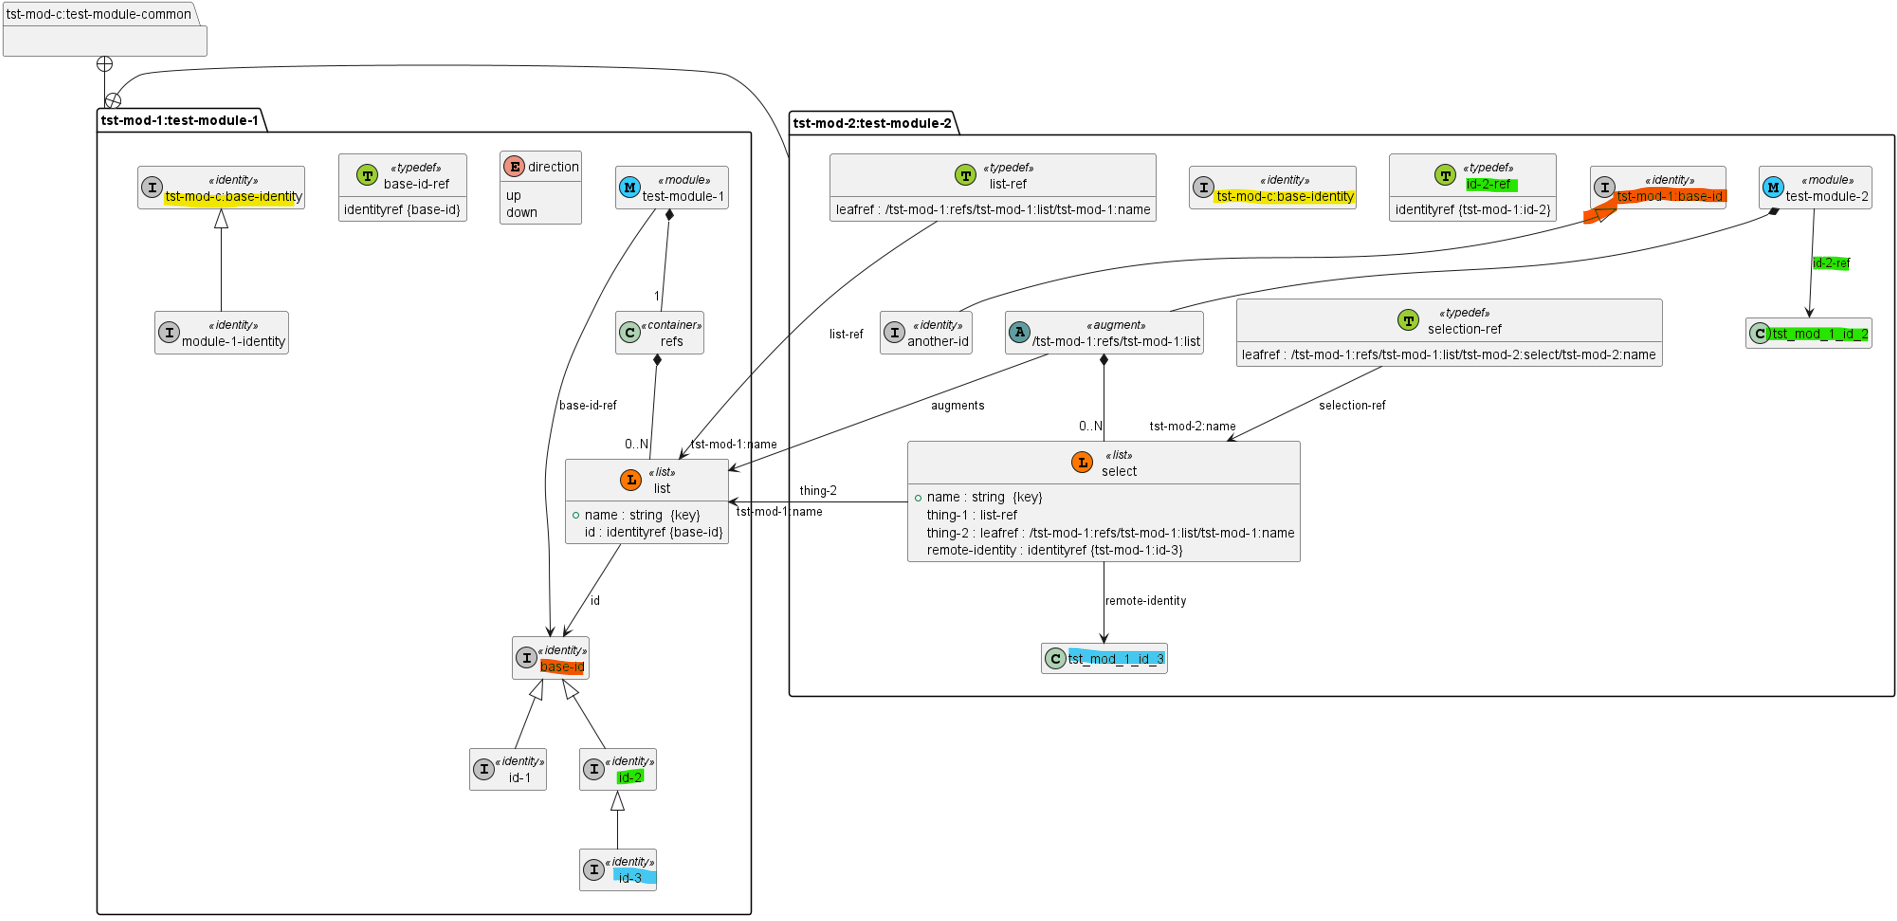 tst-mod-c:test-module-common
tst-mod-1:test-module-1
«identity»
tst-mod-c:base-identity
T
«typedef»
base-id-ref
identityref {base-id}
E
direction
up
down
M
«module»
test-module-1
I
1
I
«identity»
module-1-identity
C
«container»
refs
base-id-ref
0..N
L
«list»
list
name : string {key}
id : identityref {base-id}
id
I
«identity»
base-id
I
«identity»
id-1
I
«identity»
id-2
I
«identity»
id-3
tst-mod-2:test-module-2
T
«typedef»
list-ref
leafref : /tst-mod-1:refs/tst-mod-1:list/tst-mod-1:name
I
«identity»
tst-mod-c:base-identity
T
«typedef»
id-2-ref
identityref {tst-mod-1:id-2}
I
«identity»
tst-mod-1:base-id
M
«module»
test-module-2
id-2-ref
list-ref
I
«identity»
another-id
A
«augment»
/tst-mod-1:refs/tst-mod-1:list
T
«typedef»
selection-ref
leafref : /tst-mod-1:refs/tst-mod-1:list/tst-mod-2:select/tst-mod-2:name
C
tst_mod_1_id_2
augments
selection-ref
0..N
tst-mod-2:name
tst-mod-1:name
thing-2
tst-mod-1:name
L
«list»
select
name : string {key}
thing-1 : list-ref
thing-2 : leafref : /tst-mod-1:refs/tst-mod-1:list/tst-mod-1:name
remote-identity : identityref {tst-mod-1:id-3}
remote-identity
C
tst_mod_1_id_3